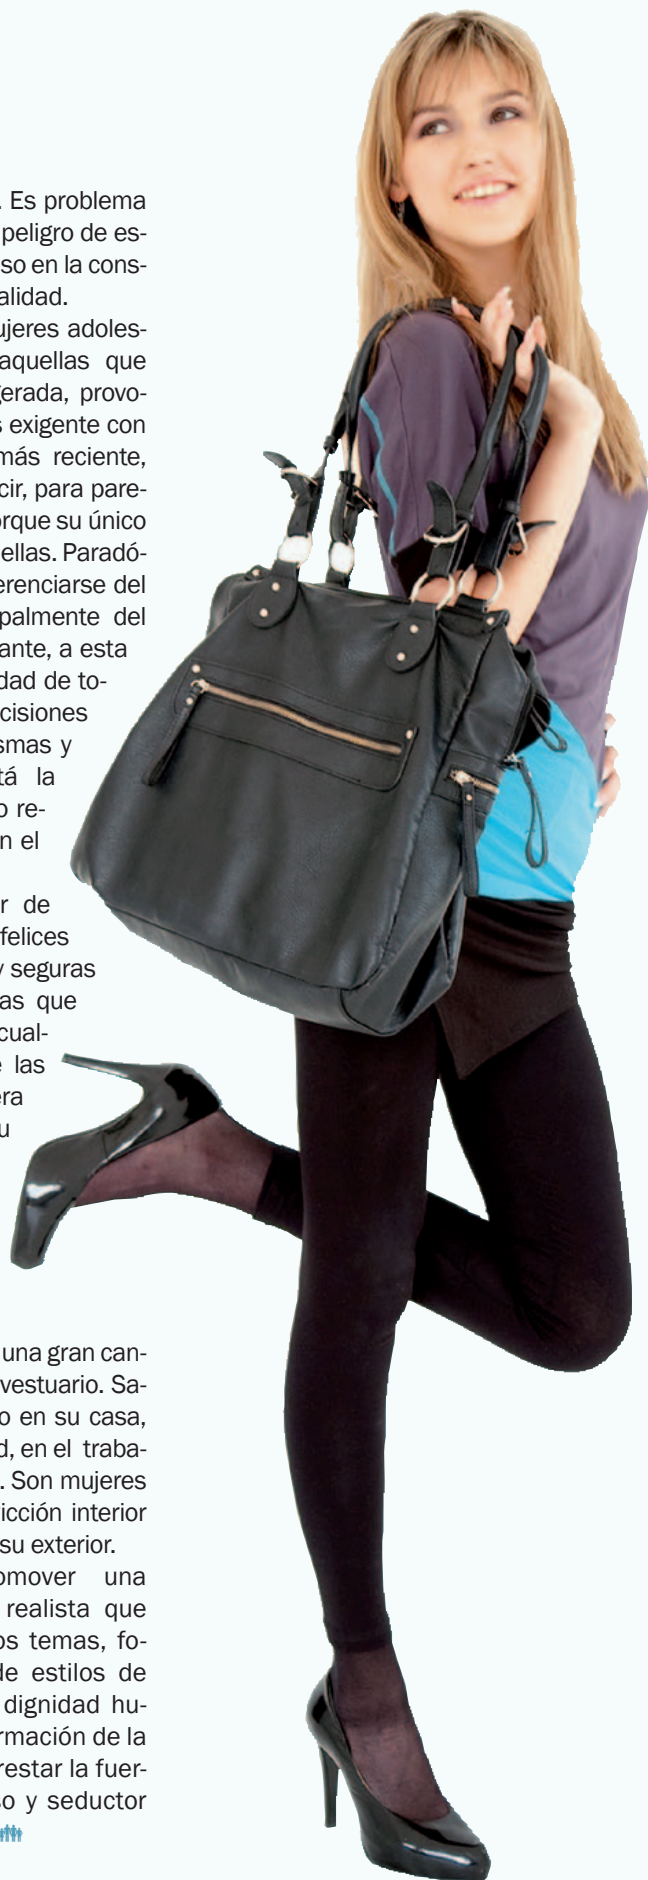 . Es problema
peligro de es-
so en la cons-
alidad.
ujeres adoles-
aquellas que
gerada, provo-
s exigente con
más reciente,
cir, para pare-
orque su único
ellas. Paradó-
erenciarse del
palmente del
ante, a esta
dad de to-
cisiones
smas y
tá la
o re-
n el
r de
felices
y seguras
as que
cual-
e las
era
u
una gran can-
vestuario. Sa-
o en su casa,
d, en el traba-
. Son mujeres
icción interior
su exterior.
omover una
realista que
os temas, fo-
de estilos de
dignidad hu-
rmación de la
restar la fuer-
so y seductor